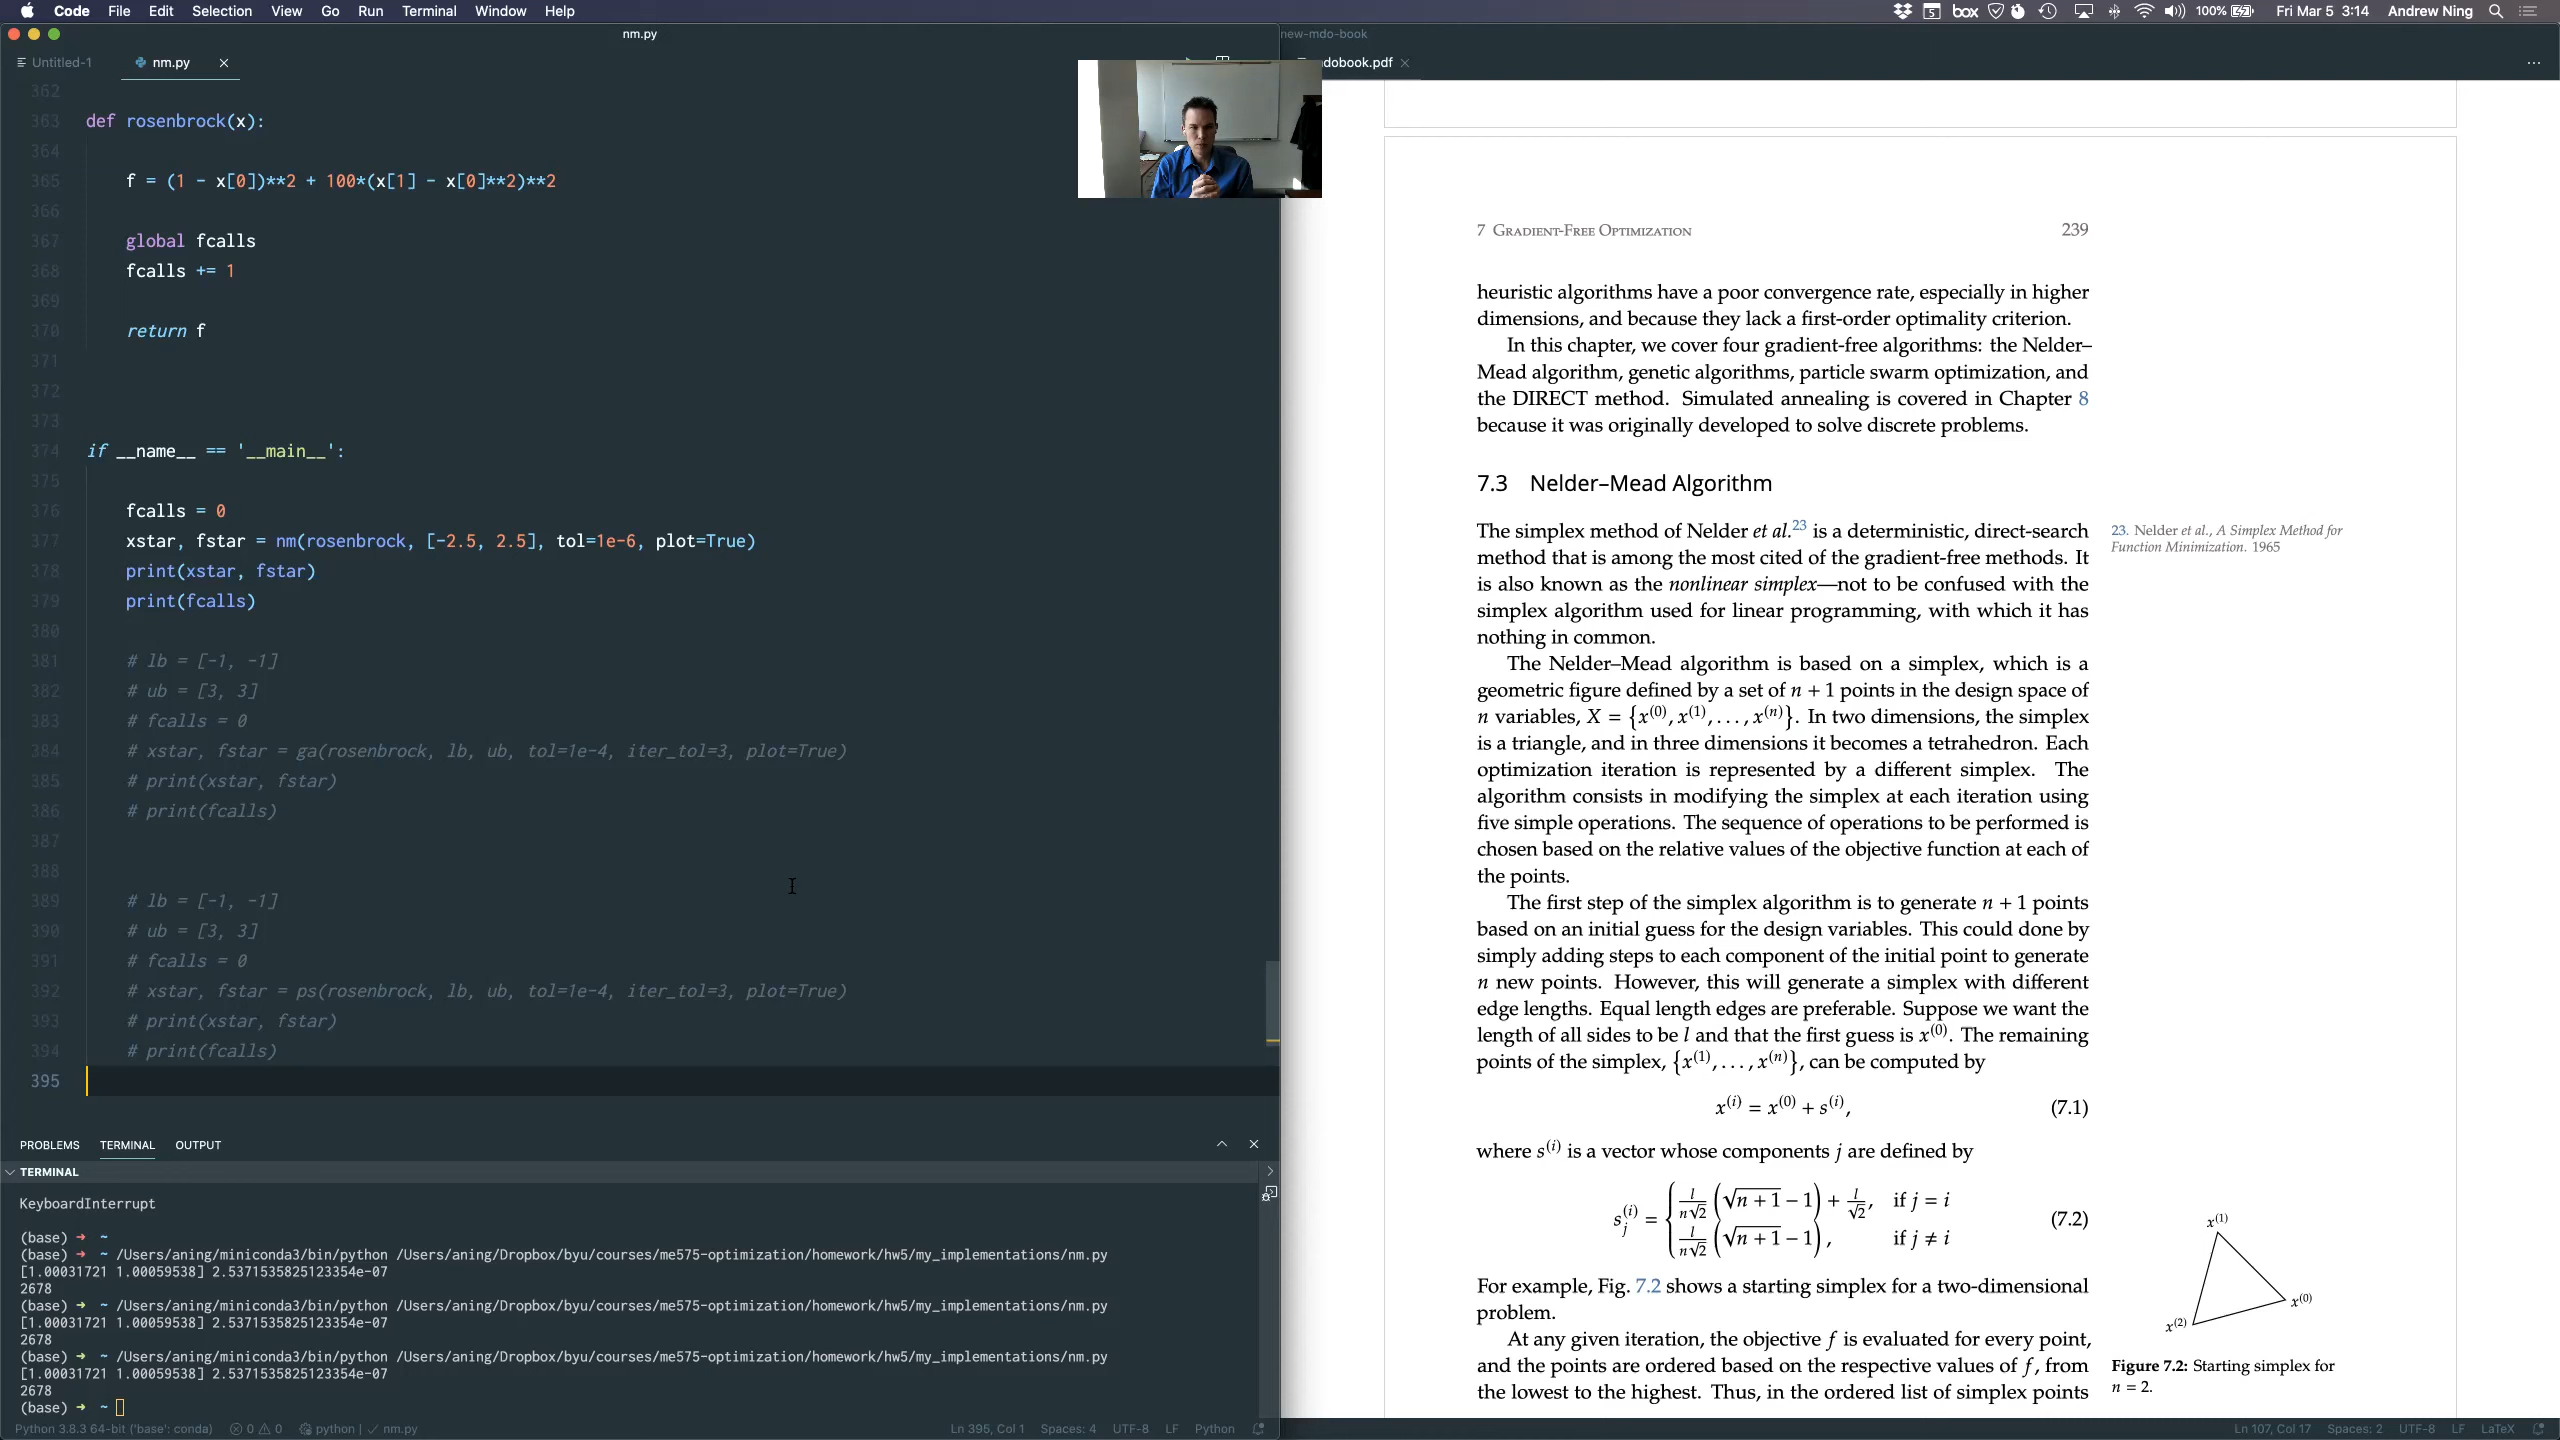 Code File Edit Selection View Go Run Terminal Window Help
5 box 100% Fri Mar 5 3:14 Andrew Ning
nm.py
new-mdo-book
Untitled-1 nm.py
dobook.pdf
362
363 def rosenbrock(x):
364
365 f = (1 - x[0])**2 + 100*(x[1] - x[0]**2)**2
366
367 global fcalls
368 fcalls += 1
369
370 return f
371
372
373
374 if __name__ == '__main__':
375
376 fcalls = 0
377 xstar, fstar = nm(rosenbrock, [-2.5, 2.5], tol=1e-6, plot=True)
378 print(xstar, fstar)
379 print(fcalls)
380
381 # lb = [-1, -1]
382 # ub = [3, 3]
383 # fcalls = 0
384 # xstar, fstar = ga(rosenbrock, lb, ub, tol=1e-4, iter_tol=3, plot=True)
385 # print(xstar, fstar)
386 # print(fcalls)
387
388
389 # lb = [-1, -1]
390 # ub = [3, 3]
391 # fcalls = 0
392 # xstar, fstar = ps(rosenbrock, lb, ub, tol=1e-4, iter_tol=3, plot=True)
393 # print(xstar, fstar)
394 # print(fcalls)
395
PROBLEMS TERMINAL OUTPUT
TERMINAL
KeyboardInterrupt
(base) ➜ ~
(base) ➜ ~ /Users/aning/miniconda3/bin/python /Users/aning/Dropbox/byu/courses/me575-optimization/homework/hw5/my_implementations/nm.py
[1.00031721 1.00059538] 2.5371535825123354e-07
2678
(base) ➜ ~ /Users/aning/miniconda3/bin/python /Users/aning/Dropbox/byu/courses/me575-optimization/homework/hw5/my_implementations/nm.py
[1.00031721 1.00059538] 2.5371535825123354e-07
2678
(base) ➜ ~ /Users/aning/miniconda3/bin/python /Users/aning/Dropbox/byu/courses/me575-optimization/homework/hw5/my_implementations/nm.py
[1.00031721 1.00059538] 2.5371535825123354e-07
2678
(base) ➜ ~
Python 3.8.3 64-bit ('base': conda) 0 0 python | ✓ nm.py Ln 395, Col 1 Spaces: 4 UTF-8 LF Python
7 Gradient-Free Optimization 239
heuristic algorithms have a poor convergence rate, especially in higher
dimensions, and because they lack a first-order optimality criterion.
In this chapter, we cover four gradient-free algorithms: the Nelder–
Mead algorithm, genetic algorithms, particle swarm optimization, and
the DIRECT method. Simulated annealing is covered in Chapter 8
because it was originally developed to solve discrete problems.
7.3 Nelder–Mead Algorithm
The simplex method of Nelder et al.²³ is a deterministic, direct-search
method that is among the most cited of the gradient-free methods. It
is also known as the nonlinear simplex—not to be confused with the
simplex algorithm used for linear programming, with which it has
nothing in common.
23. Nelder et al., A Simplex Method for
Function Minimization. 1965
The Nelder–Mead algorithm is based on a simplex, which is a
geometric figure defined by a set of n + 1 points in the design space of
n variables, X = {x⁽⁰⁾, x⁽¹⁾, . . . , x⁽ⁿ⁾}. In two dimensions, the simplex
is a triangle, and in three dimensions it becomes a tetrahedron. Each
optimization iteration is represented by a different simplex. The
algorithm consists in modifying the simplex at each iteration using
five simple operations. The sequence of operations to be performed is
chosen based on the relative values of the objective function at each of
the points.
The first step of the simplex algorithm is to generate n + 1 points
based on an initial guess for the design variables. This could done by
simply adding steps to each component of the initial point to generate
n new points. However, this will generate a simplex with different
edge lengths. Equal length edges are preferable. Suppose we want the
length of all sides to be l and that the first guess is x⁽⁰⁾. The remaining
points of the simplex, {x⁽¹⁾, . . . , x⁽ⁿ⁾}, can be computed by
x⁽ⁱ⁾ = x⁽⁰⁾ + s⁽ⁱ⁾, (7.1)
where s⁽ⁱ⁾ is a vector whose components j are defined by
s_j⁽ⁱ⁾ = { l/(n√2) (√(n + 1) − 1) + l/√2, if j = i
l/(n√2) (√(n + 1) − 1), if j ≠ i (7.2)
For example, Fig. 7.2 shows a starting simplex for a two-dimensional
problem.
At any given iteration, the objective f is evaluated for every point,
and the points are ordered based on the respective values of f, from
the lowest to the highest. Thus, in the ordered list of simplex points
x⁽¹⁾
x⁽⁰⁾
x⁽²⁾
Figure 7.2: Starting simplex for
n = 2.
Ln 107, Col 17 Spaces: 2 UTF-8 LF LaTeX